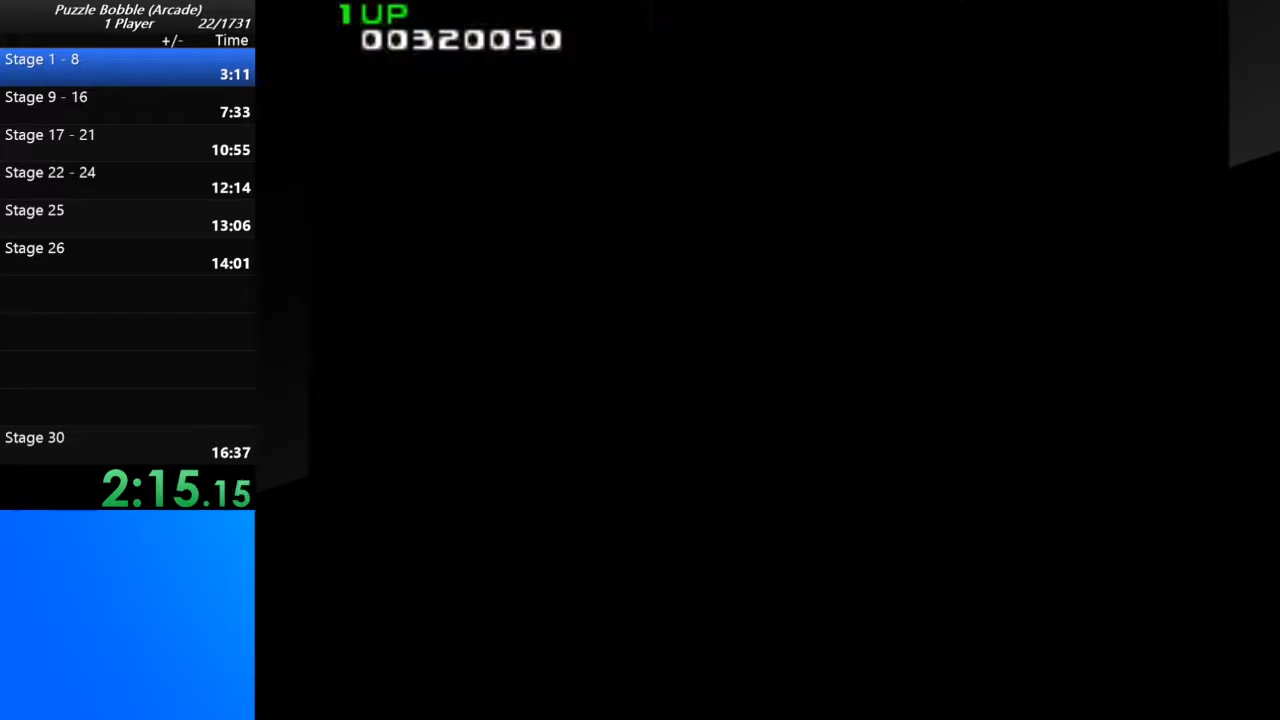 Puzzle Bobble (Arcade)
1 Player 22/1731
+/- Time
Stage 1 - 8
3:11
Stage 9 - 16
7:33
Stage 17 - 21
10:55
Stage 22 - 24
12:14
Stage 25
13:06
Stage 26
14:01
Stage 30
16:37
2:15.15
1UP
00320050